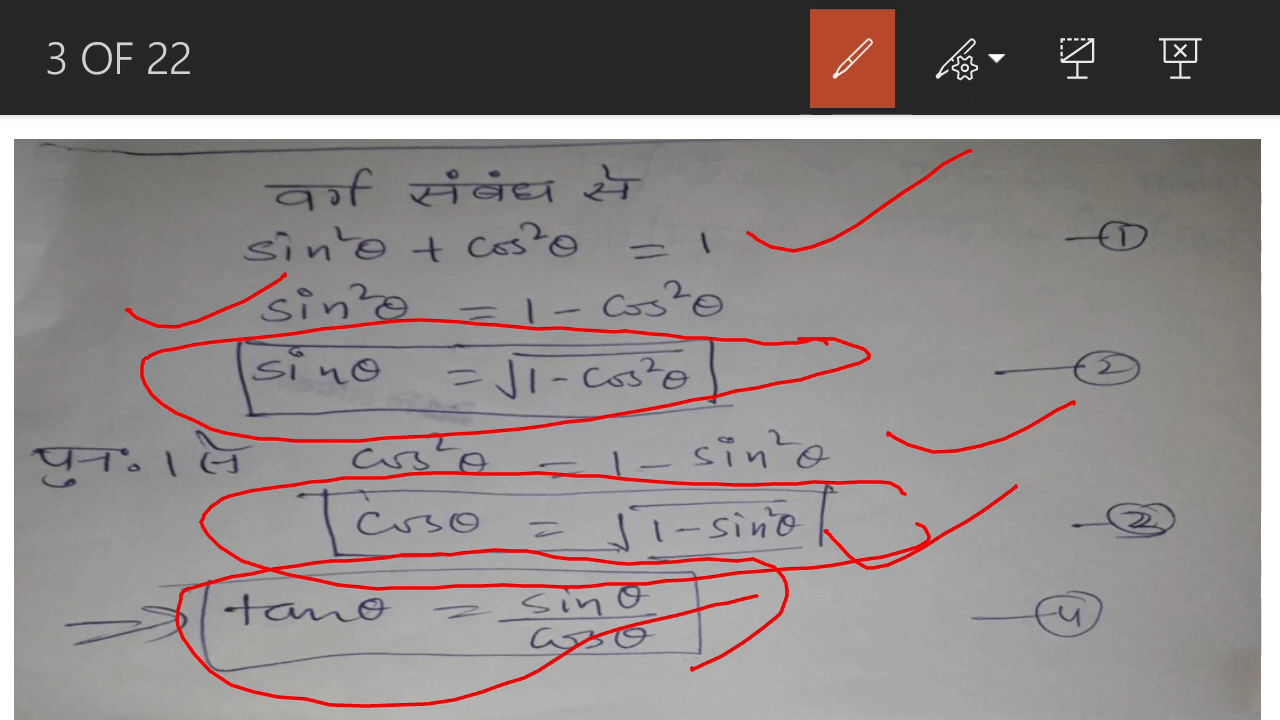 3 OF 22
वर्ग संबंध से
sin²θ + cos²θ = 1 —①
sin²θ = 1 - cos²θ
sinθ = √1-cos²θ —②
पुनः 1 से cos²θ = 1 - sin²θ
cosθ = √1-sin²θ
tanθ = sinθ/cosθ —④